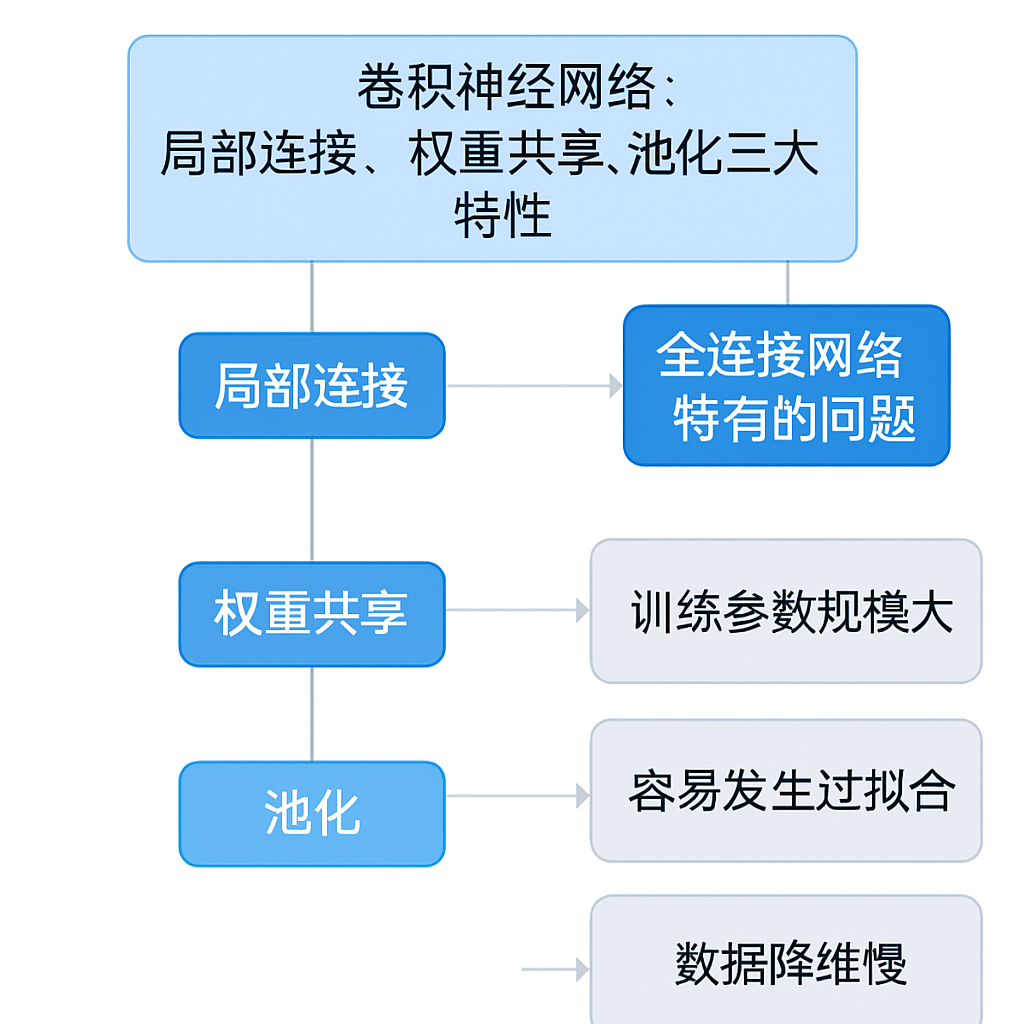 卷积神经网络：
局部连接、权重共享、池化三大
特性
局部连接
全连接网络
特有的问题
权重共享
训练参数规模大
池化
容易发生过拟合
数据降维慢